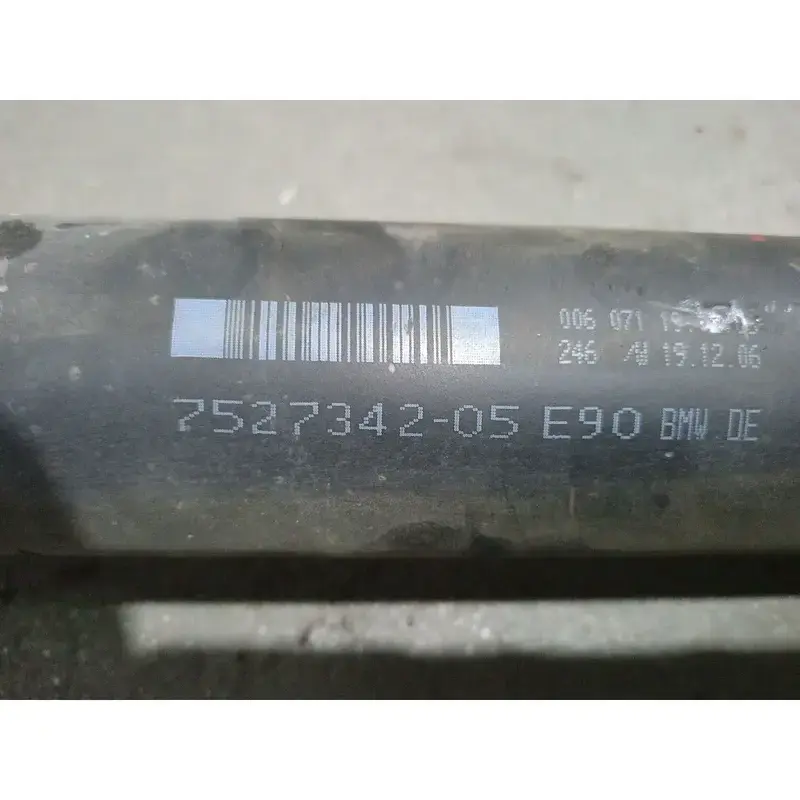 006 071
246 /W 19.12.06
7527342-05 E90 BMW DE